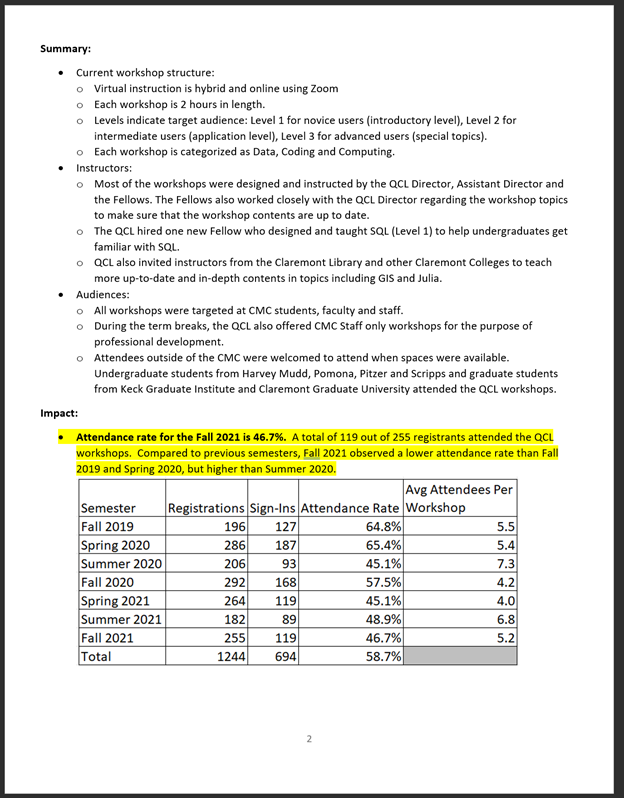 Summary:
• Current workshop structure:
o Virtual instruction is hybrid and online using Zoom
o Each workshop is 2 hours in length.
o Levels indicate target audience: Level 1 for novice users (introductory level), Level 2 for
intermediate users (application level), Level 3 for advanced users (special topics).
o Each workshop is categorized as Data, Coding and Computing.
• Instructors:
o Most of the workshops were designed and instructed by the QCL Director, Assistant Director and
the Fellows. The Fellows also worked closely with the QCL Director regarding the workshop topics
to make sure that the workshop contents are up to date.
o The QCL hired one new Fellow who designed and taught SQL (Level 1) to help undergraduates get
familiar with SQL.
o QCL also invited instructors from the Claremont Library and other Claremont Colleges to teach
more up-to-date and in-depth contents in topics including GIS and Julia.
• Audiences:
o All workshops were targeted at CMC students, faculty and staff.
o During the term breaks, the QCL also offered CMC Staff only workshops for the purpose of
professional development.
o Attendees outside of the CMC were welcomed to attend when spaces were available.
Undergraduate students from Harvey Mudd, Pomona, Pitzer and Scripps and graduate students
from Keck Graduate Institute and Claremont Graduate University attended the QCL workshops.
Impact:
• Attendance rate for the Fall 2021 is 46.7%. A total of 119 out of 255 registrants attended the QCL
workshops. Compared to previous semesters, Fall 2021 observed a lower attendance rate than Fall
2019 and Spring 2020, but higher than Summer 2020.
Semester Registrations Sign-Ins Attendance Rate Avg Attendees Per Workshop
Fall 2019 196 127 64.8% 5.5
Spring 2020 286 187 65.4% 5.4
Summer 2020 206 93 45.1% 7.3
Fall 2020 292 168 57.5% 4.2
Spring 2021 264 119 45.1% 4.0
Summer 2021 182 89 48.9% 6.8
Fall 2021 255 119 46.7% 5.2
Total 1244 694 58.7%
2